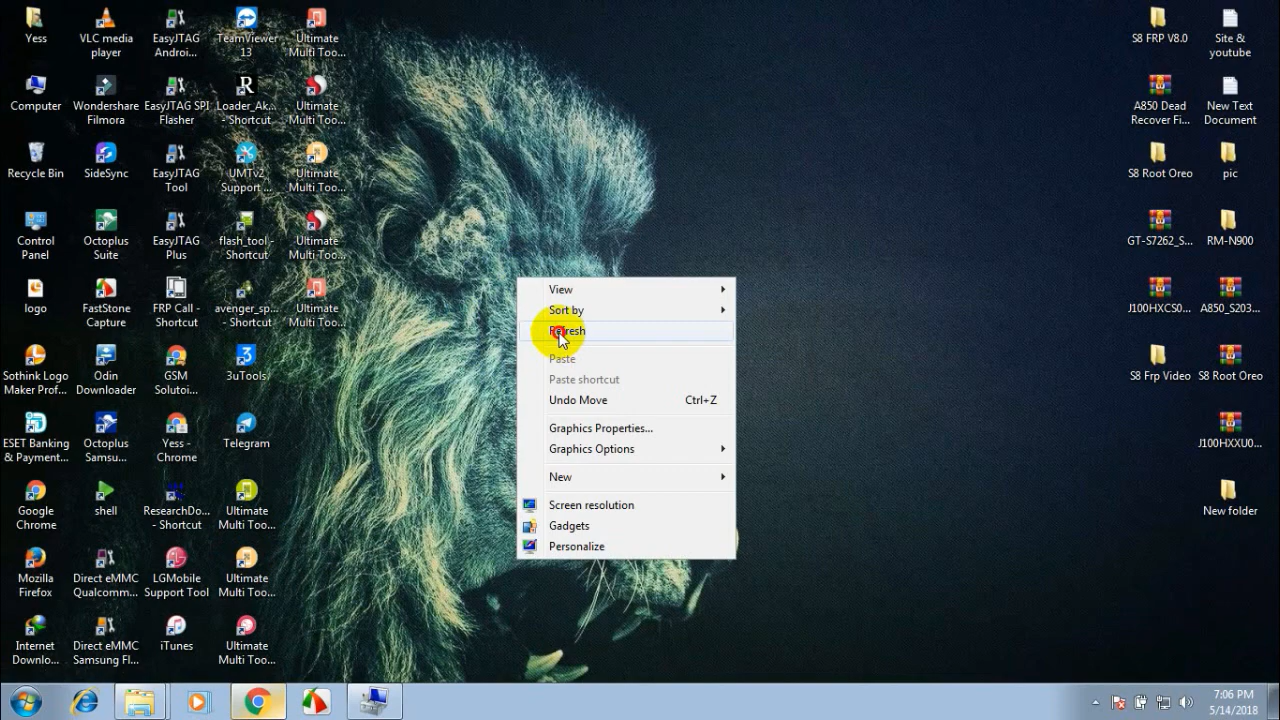 Yess
Computer
Recycle Bin
Control
Panel
logo
Sothink Logo
Maker Prof...
ESET Banking
& Payment...
Google
Chrome
Mozilla
Firefox
Internet
Downlo...
VLC media
player
Wondershare
Filmora
SideSync
Octoplus
Suite
FastStone
Capture
Odin
Downloader
Octoplus
Samsu...
shell
Direct eMMC
Qualcomm...
Direct eMMC
Samsung Fl...
EasyJTAG
Androi...
EasyJTAG SPI
Flasher
EasyJTAG
Tool
EasyJTAG
Plus
FRP Call -
Shortcut
GSM
Solutoi...
Yess -
Chrome
ResearchDo...
- Shortcut
LGMobile
Support Tool
iTunes
TeamViewer
13
Loader_Ak...
- Shortcut
UMTv2
Support ...
flash_tool -
Shortcut
avenger_sp...
- Shortcut
3uTools
Telegram
Ultimate
Multi Too...
Ultimate
Multi Too...
Ultimate
Multi Too...
Ultimate
Multi Too...
Ultimate
Multi Too...
Ultimate
Multi Too...
Ultimate
Multi Too...
Ultimate
Multi Too...
View
Sort by
Refresh
Paste
Paste shortcut
Undo Move Ctrl+Z
Graphics Properties...
Graphics Options
New
Screen resolution
Gadgets
Personalize
S8 FRP V8.0
A850 Dead
Recover Fi...
S8 Root Oreo
GT-S7262_S...
J100HXCS0...
S8 Frp Video
Site &
youtube
New Text
Document
pic
RM-N900
A850_S203...
S8 Root Oreo
J100HXXU0...
New folder
7:06 PM
5/14/2018